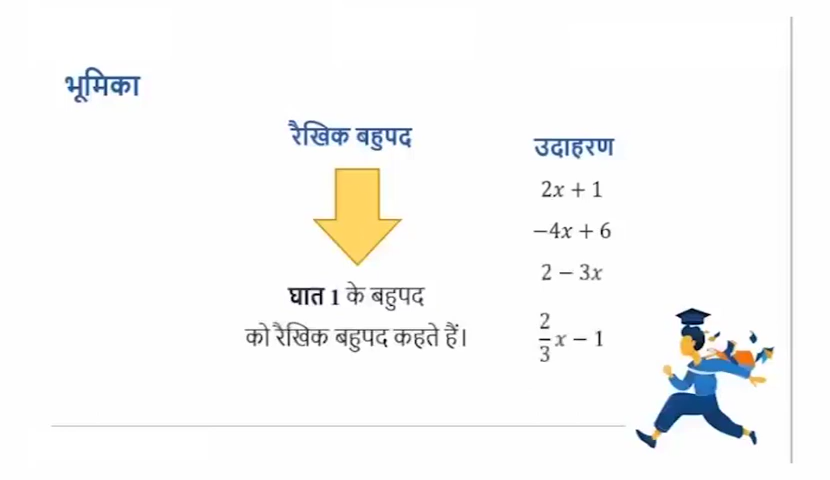 भूमिका
रैखिक बहुपद
घात 1 के बहुपद
को रैखिक बहुपद कहते हैं।
उदाहरण
2x + 1
−4x + 6
2 − 3x
2/3 x − 1